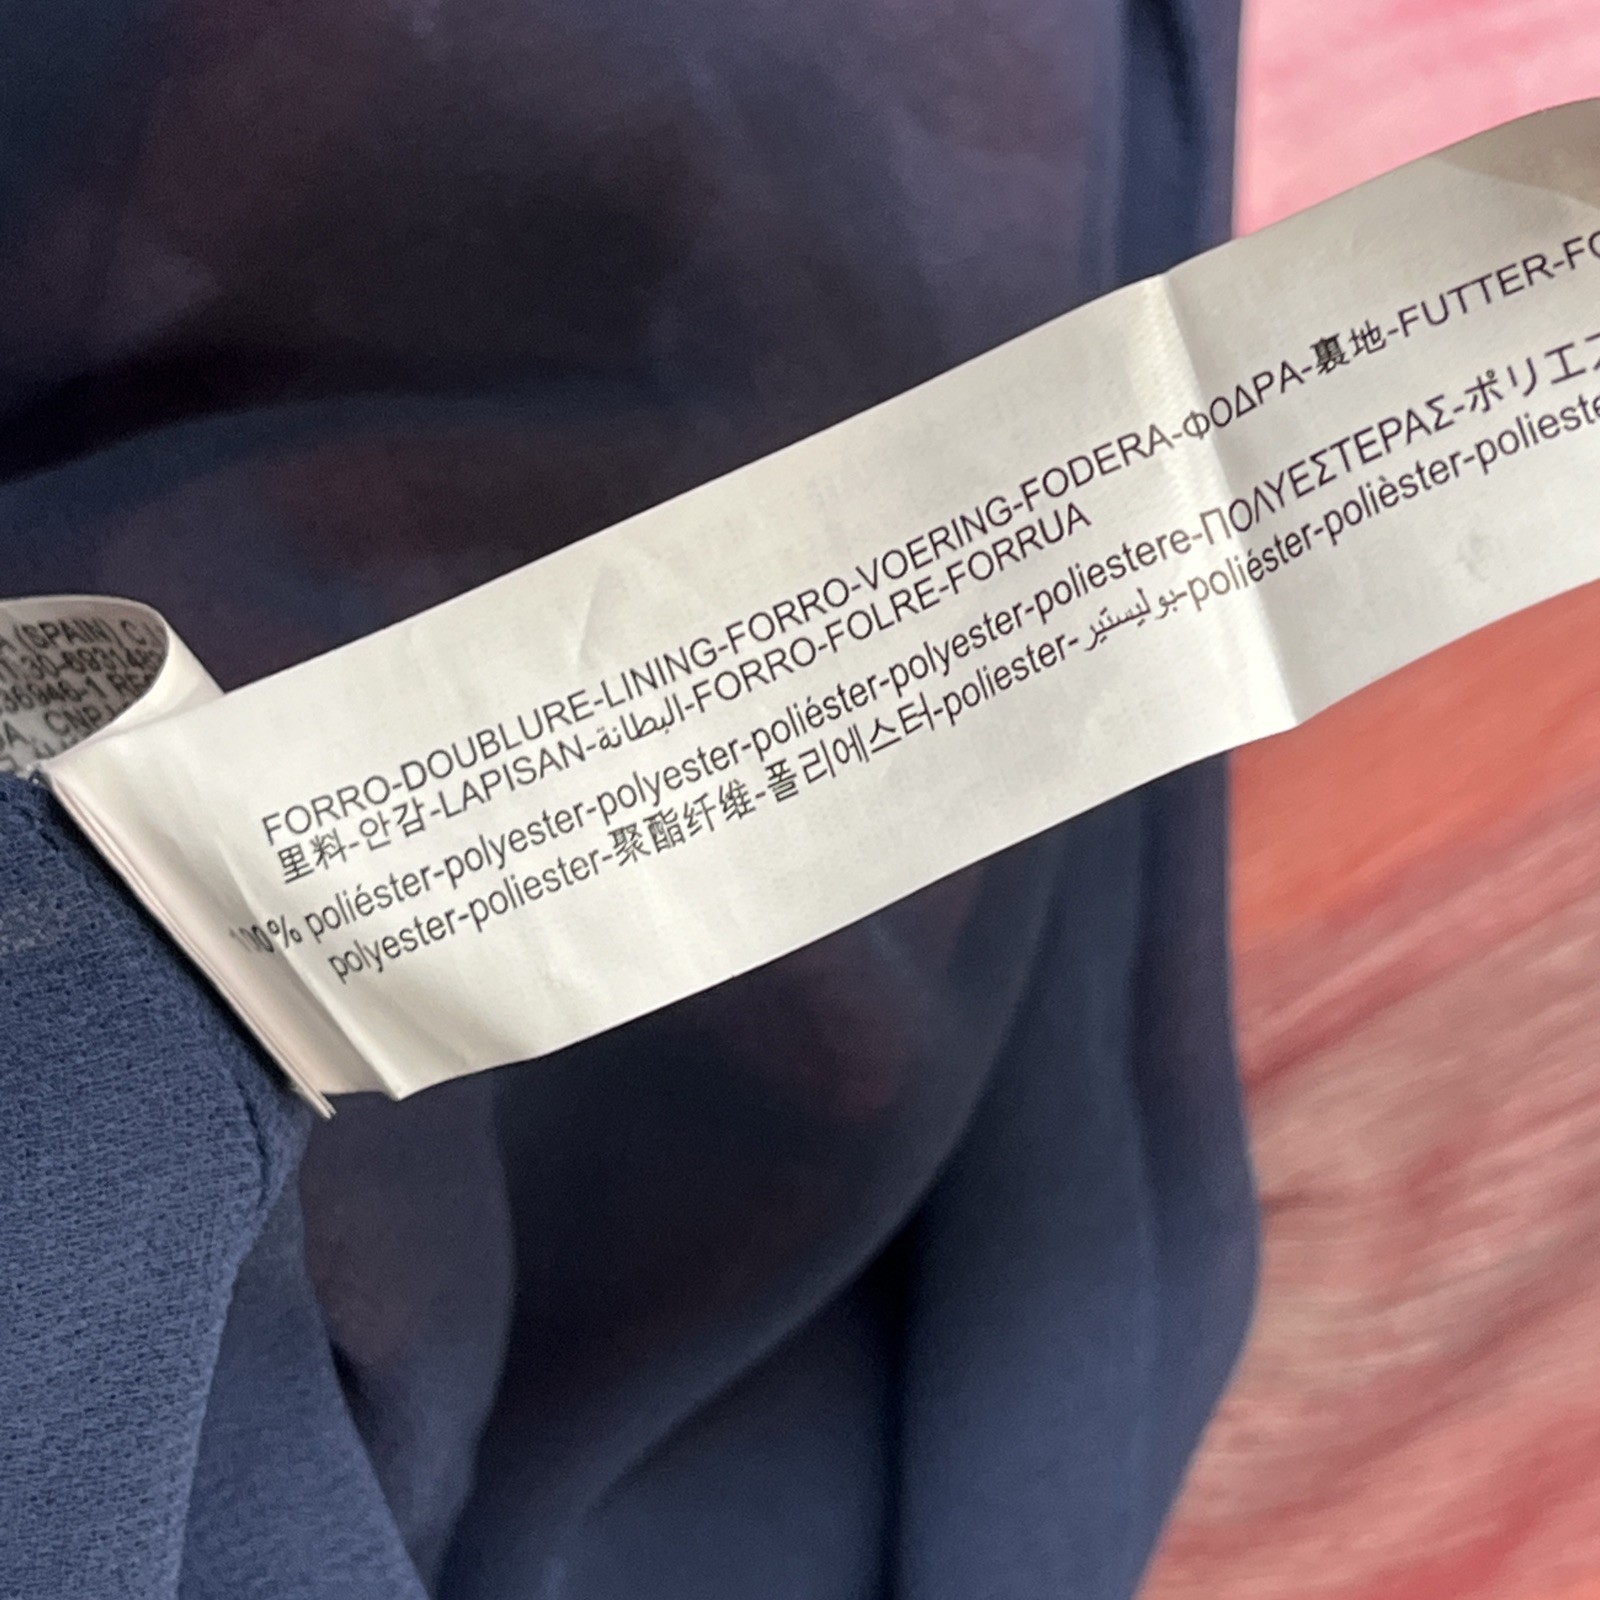 (SPAIN) C
FORRO-DOUBLURE-LINING-FORRO-VOERING-FODERA-ΦΟΔΡΑ-裏地-FUTTER-
里料-안감-LAPISAN-البطانة-FORRO-FOLRE-FORRUA
100% poliéster-polyester-polyester-poliéster-polyester-poliestere-ΠΟΛΥΕΣΤΕΡΑΣ-ポリエス
polyester-poliester-聚酯纤维-폴리에스터-poliester-بوليستير-poliéster-polièster-polieste